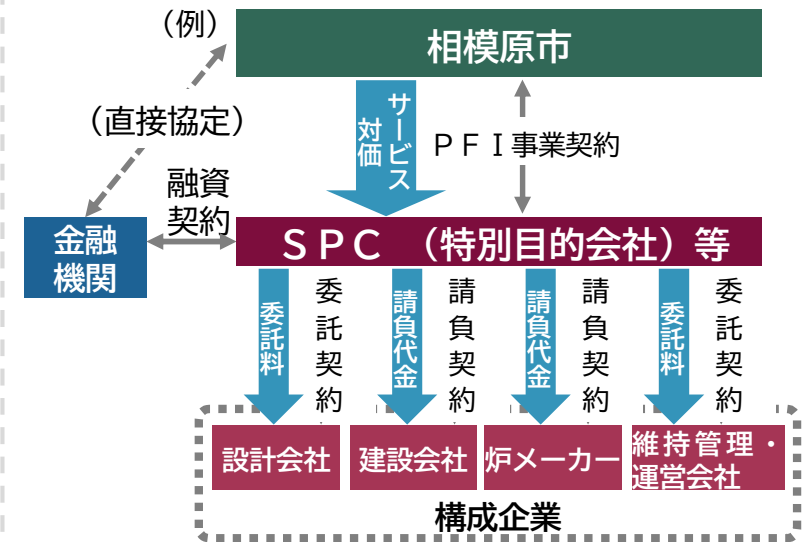 （例）
相模原市
（直接協定）
サービス
対価
ＰＦＩ事業契約
融資
契約
金融
機関
ＳＰＣ （特別目的会社）等
委託料
委託契約
請負代金
請負契約
請負代金
請負契約
委託料
委託契約
設計会社
建設会社
炉メーカー
維持管理・
運営会社
構成企業